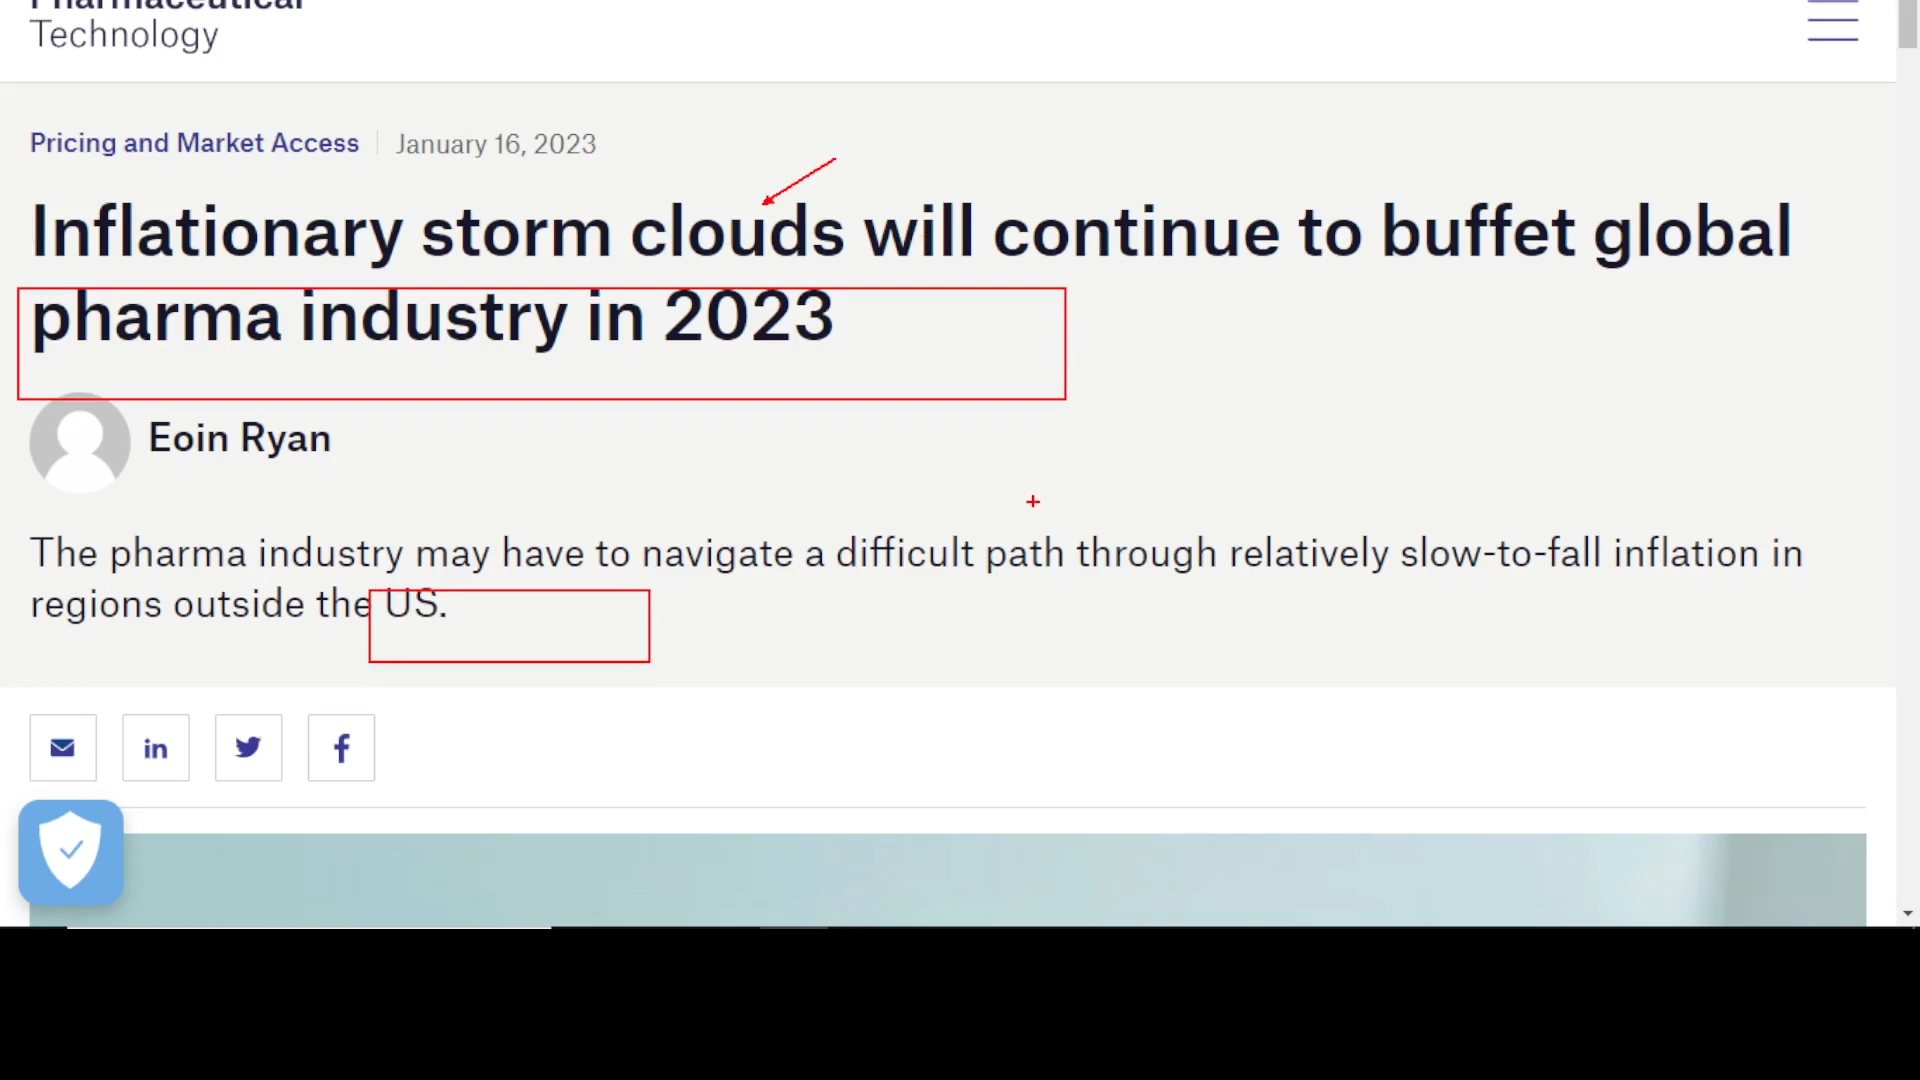 Pharmaceutical
Technology
Pricing and Market Access January 16, 2023
Inflationary storm clouds will continue to buffet global
pharma industry in 2023
Eoin Ryan
The pharma industry may have to navigate a difficult path through relatively slow-to-fall inflation in
regions outside the US.
in
f